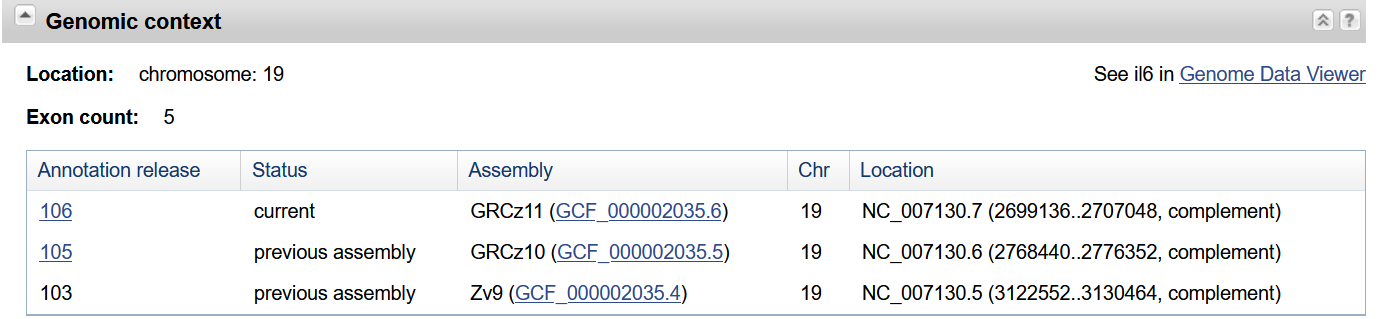 Genomic context
Location: chromosome: 19 See il6 in Genome Data Viewer
Exon count: 5
Annotation release Status Assembly Chr Location
106 current GRCz11 (GCF_000002035.6) 19 NC_007130.7 (2699136..2707048, complement)
105 previous assembly GRCz10 (GCF_000002035.5) 19 NC_007130.6 (2768440..2776352, complement)
103 previous assembly Zv9 (GCF_000002035.4) 19 NC_007130.5 (3122552..3130464, complement)